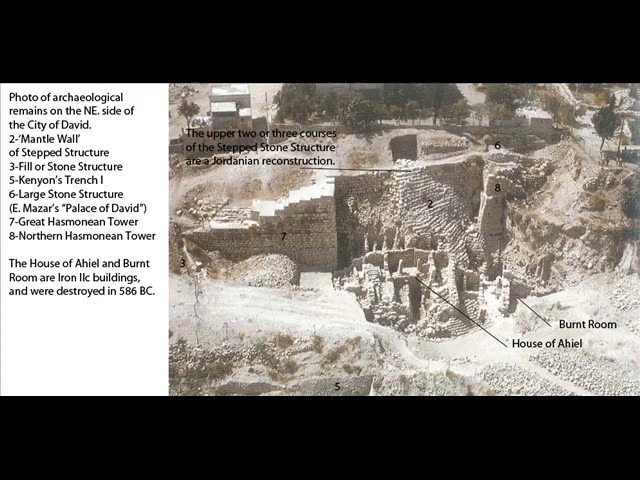 Photo of archaeological
remains on the NE. side of
the City of David.
2-‘Mantle Wall’
of Stepped Structure
3-Fill or Stone Structure
5-Kenyon’s Trench I
6-Large Stone Structure
(E. Mazar’s “Palace of David”)
7-Great Hasmonean Tower
8-Northern Hasmonean Tower
The House of Ahiel and Burnt
Room are Iron IIc buildings,
and were destroyed in 586 BC.
The upper two or three courses
of the Stepped Stone Structure
are a Jordanian reconstruction.
6
8
2
7
3
Burnt Room
House of Ahiel
5